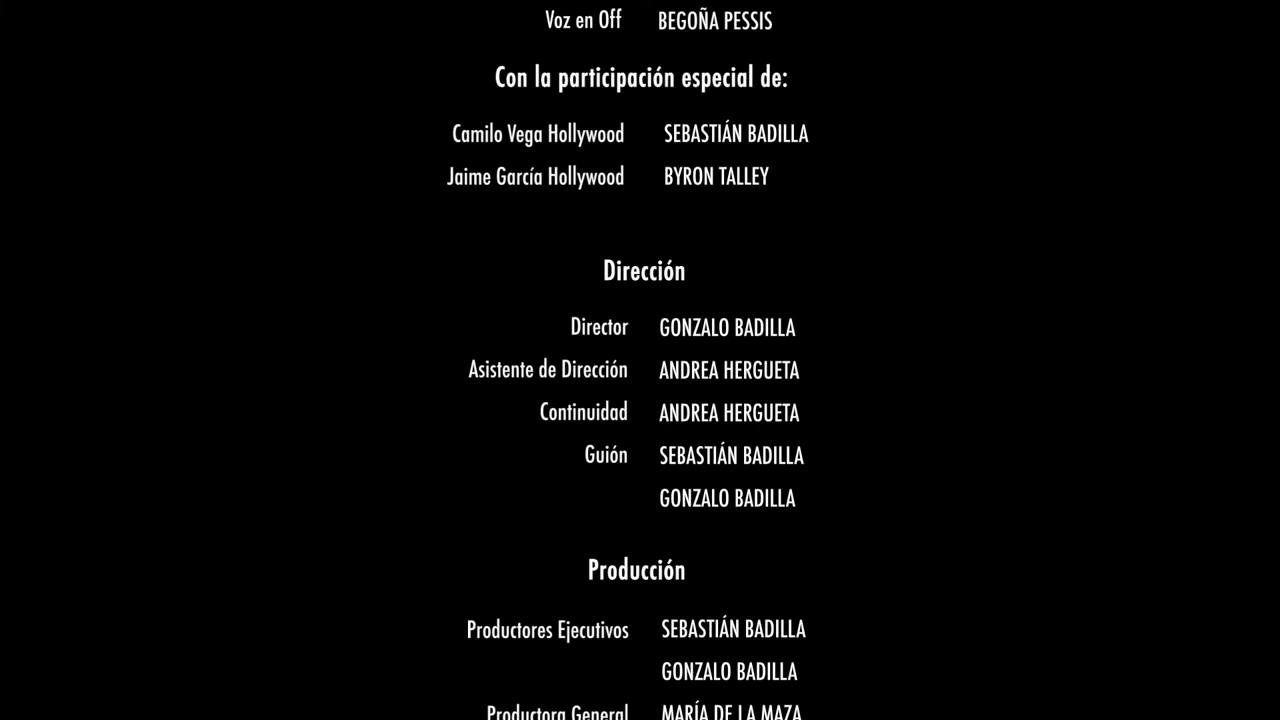 Voz en Off BEGOÑA PESSIS
Con la participación especial de:
Camilo Vega Hollywood SEBASTIÁN BADILLA
Jaime García Hollywood BYRON TALLEY
Dirección
Director GONZALO BADILLA
Asistente de Dirección ANDREA HERGUETA
Continuidad ANDREA HERGUETA
Guión SEBASTIÁN BADILLA
GONZALO BADILLA
Producción
Productores Ejecutivos SEBASTIÁN BADILLA
GONZALO BADILLA
Productora General MARÍA DE LA MAZA